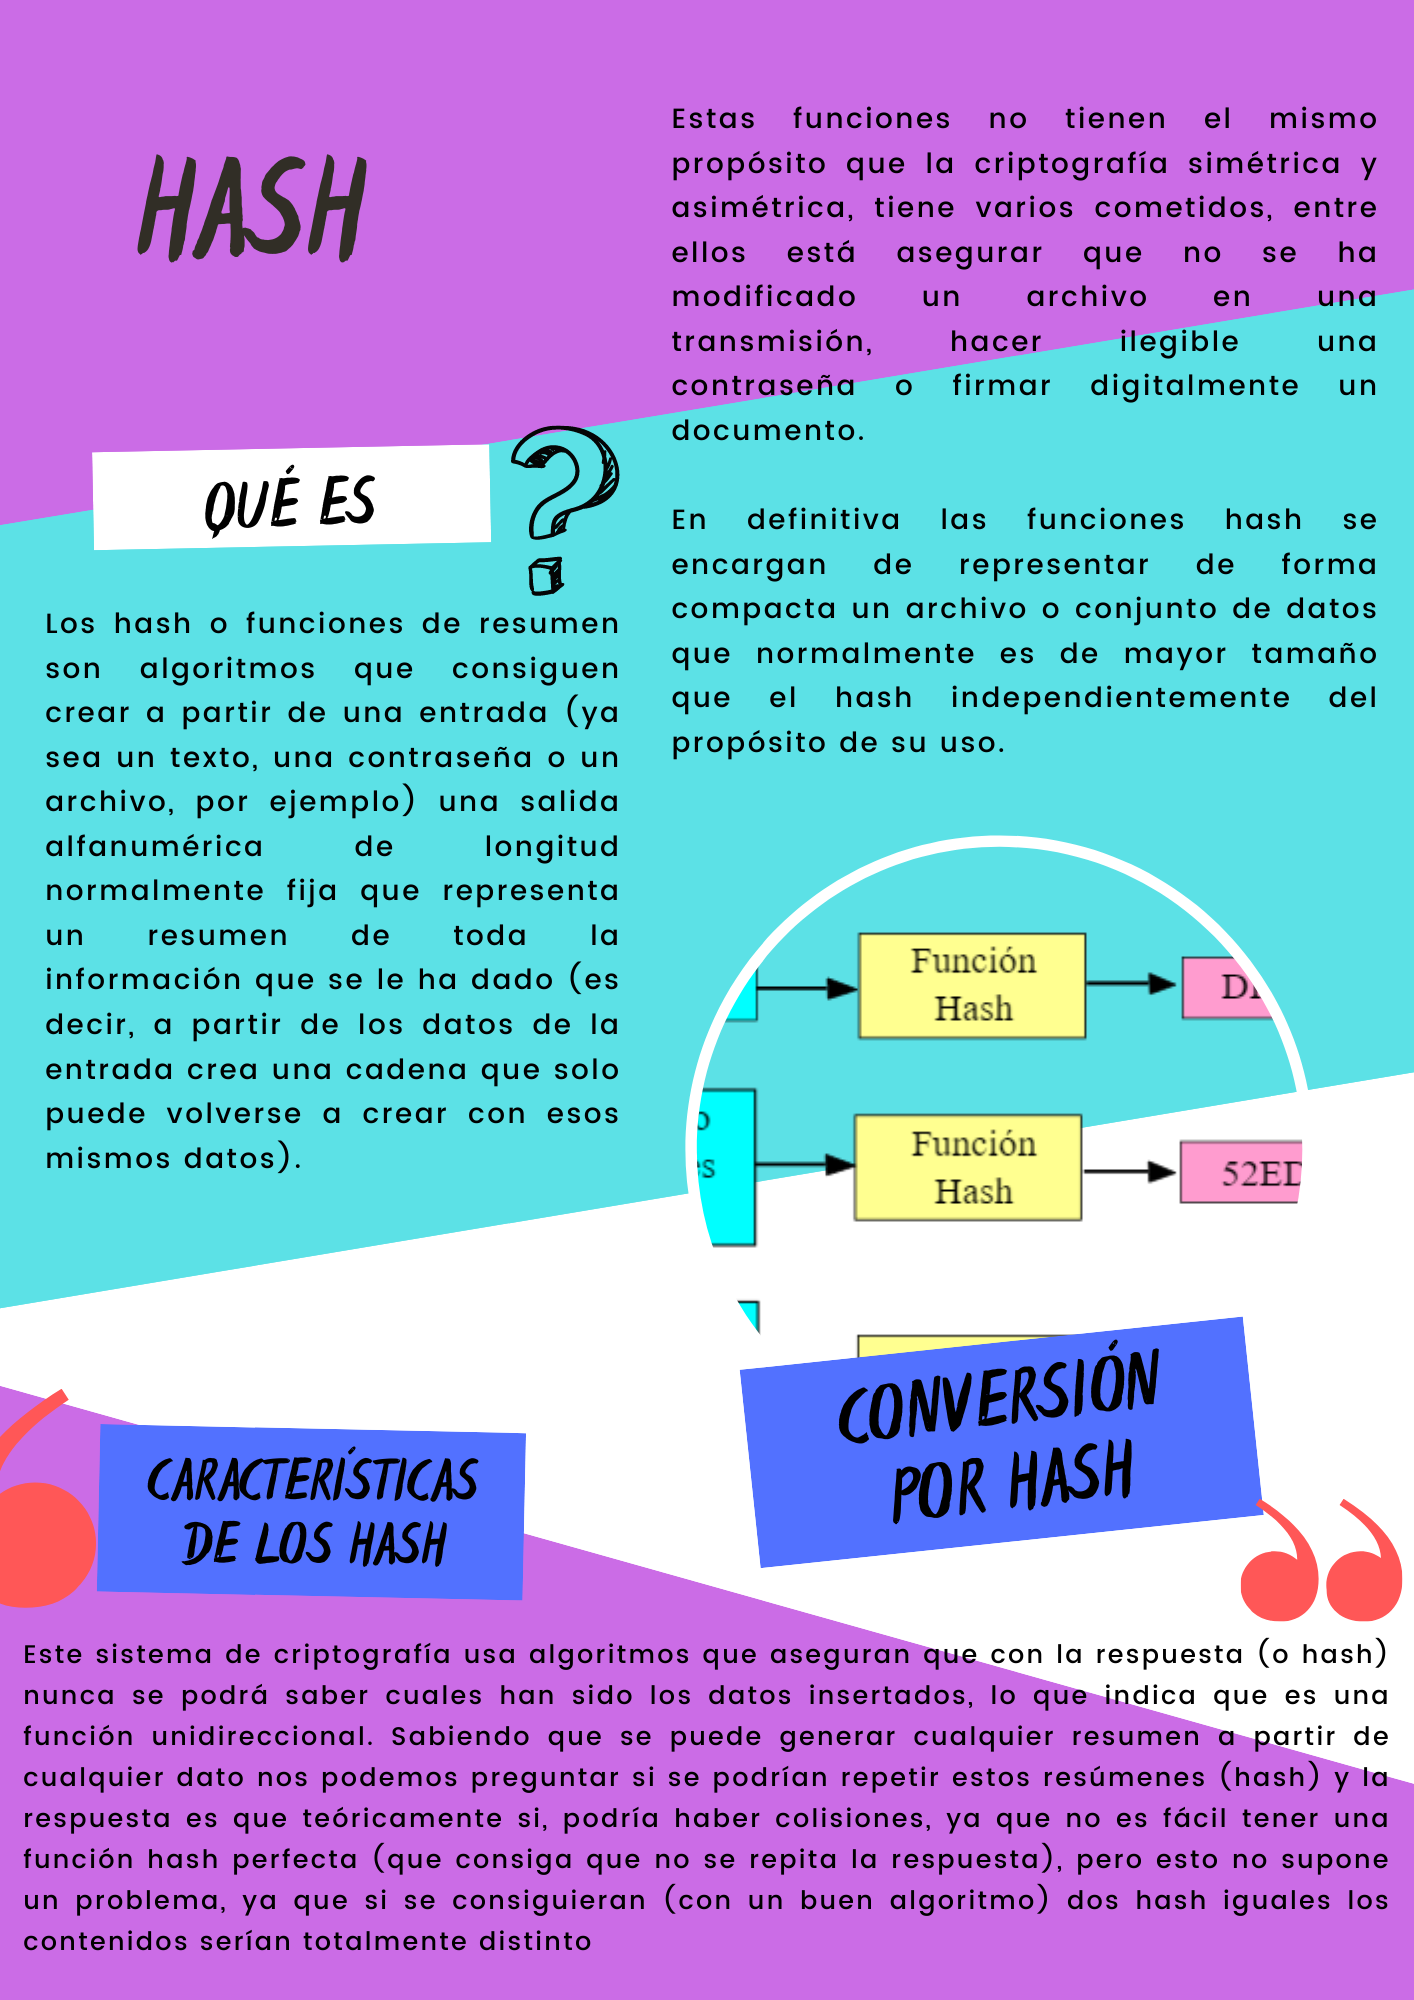 HASH
QUÉ ES
?
Los hash o funciones de resumen
son algoritmos que consiguen
crear a partir de una entrada (ya
sea un texto, una contraseña o un
archivo, por ejemplo) una salida
alfanumérica de longitud
normalmente fija que representa
un resumen de toda la
información que se le ha dado (es
decir, a partir de los datos de la
entrada crea una cadena que solo
puede volverse a crear con esos
mismos datos).
Estas funciones no tienen el mismo
propósito que la criptografía simétrica y
asimétrica, tiene varios cometidos, entre
ellos está asegurar que no se ha
modificado un archivo en una
transmisión, hacer ilegible una
contraseña o firmar digitalmente un
documento.
En definitiva las funciones hash se
encargan de representar de forma
compacta un archivo o conjunto de datos
que normalmente es de mayor tamaño
que el hash independientemente del
propósito de su uso.
Función
Hash
Función
Hash
52ED
CONVERSIÓN
POR HASH
CARACTERÍSTICAS
DE LOS HASH
Este sistema de criptografía usa algoritmos que aseguran que con la respuesta (o hash)
nunca se podrá saber cuales han sido los datos insertados, lo que indica que es una
función unidireccional. Sabiendo que se puede generar cualquier resumen a partir de
cualquier dato nos podemos preguntar si se podrían repetir estos resúmenes (hash) y la
respuesta es que teóricamente si, podría haber colisiones, ya que no es fácil tener una
función hash perfecta (que consiga que no se repita la respuesta), pero esto no supone
un problema, ya que si se consiguieran (con un buen algoritmo) dos hash iguales los
contenidos serían totalmente distinto